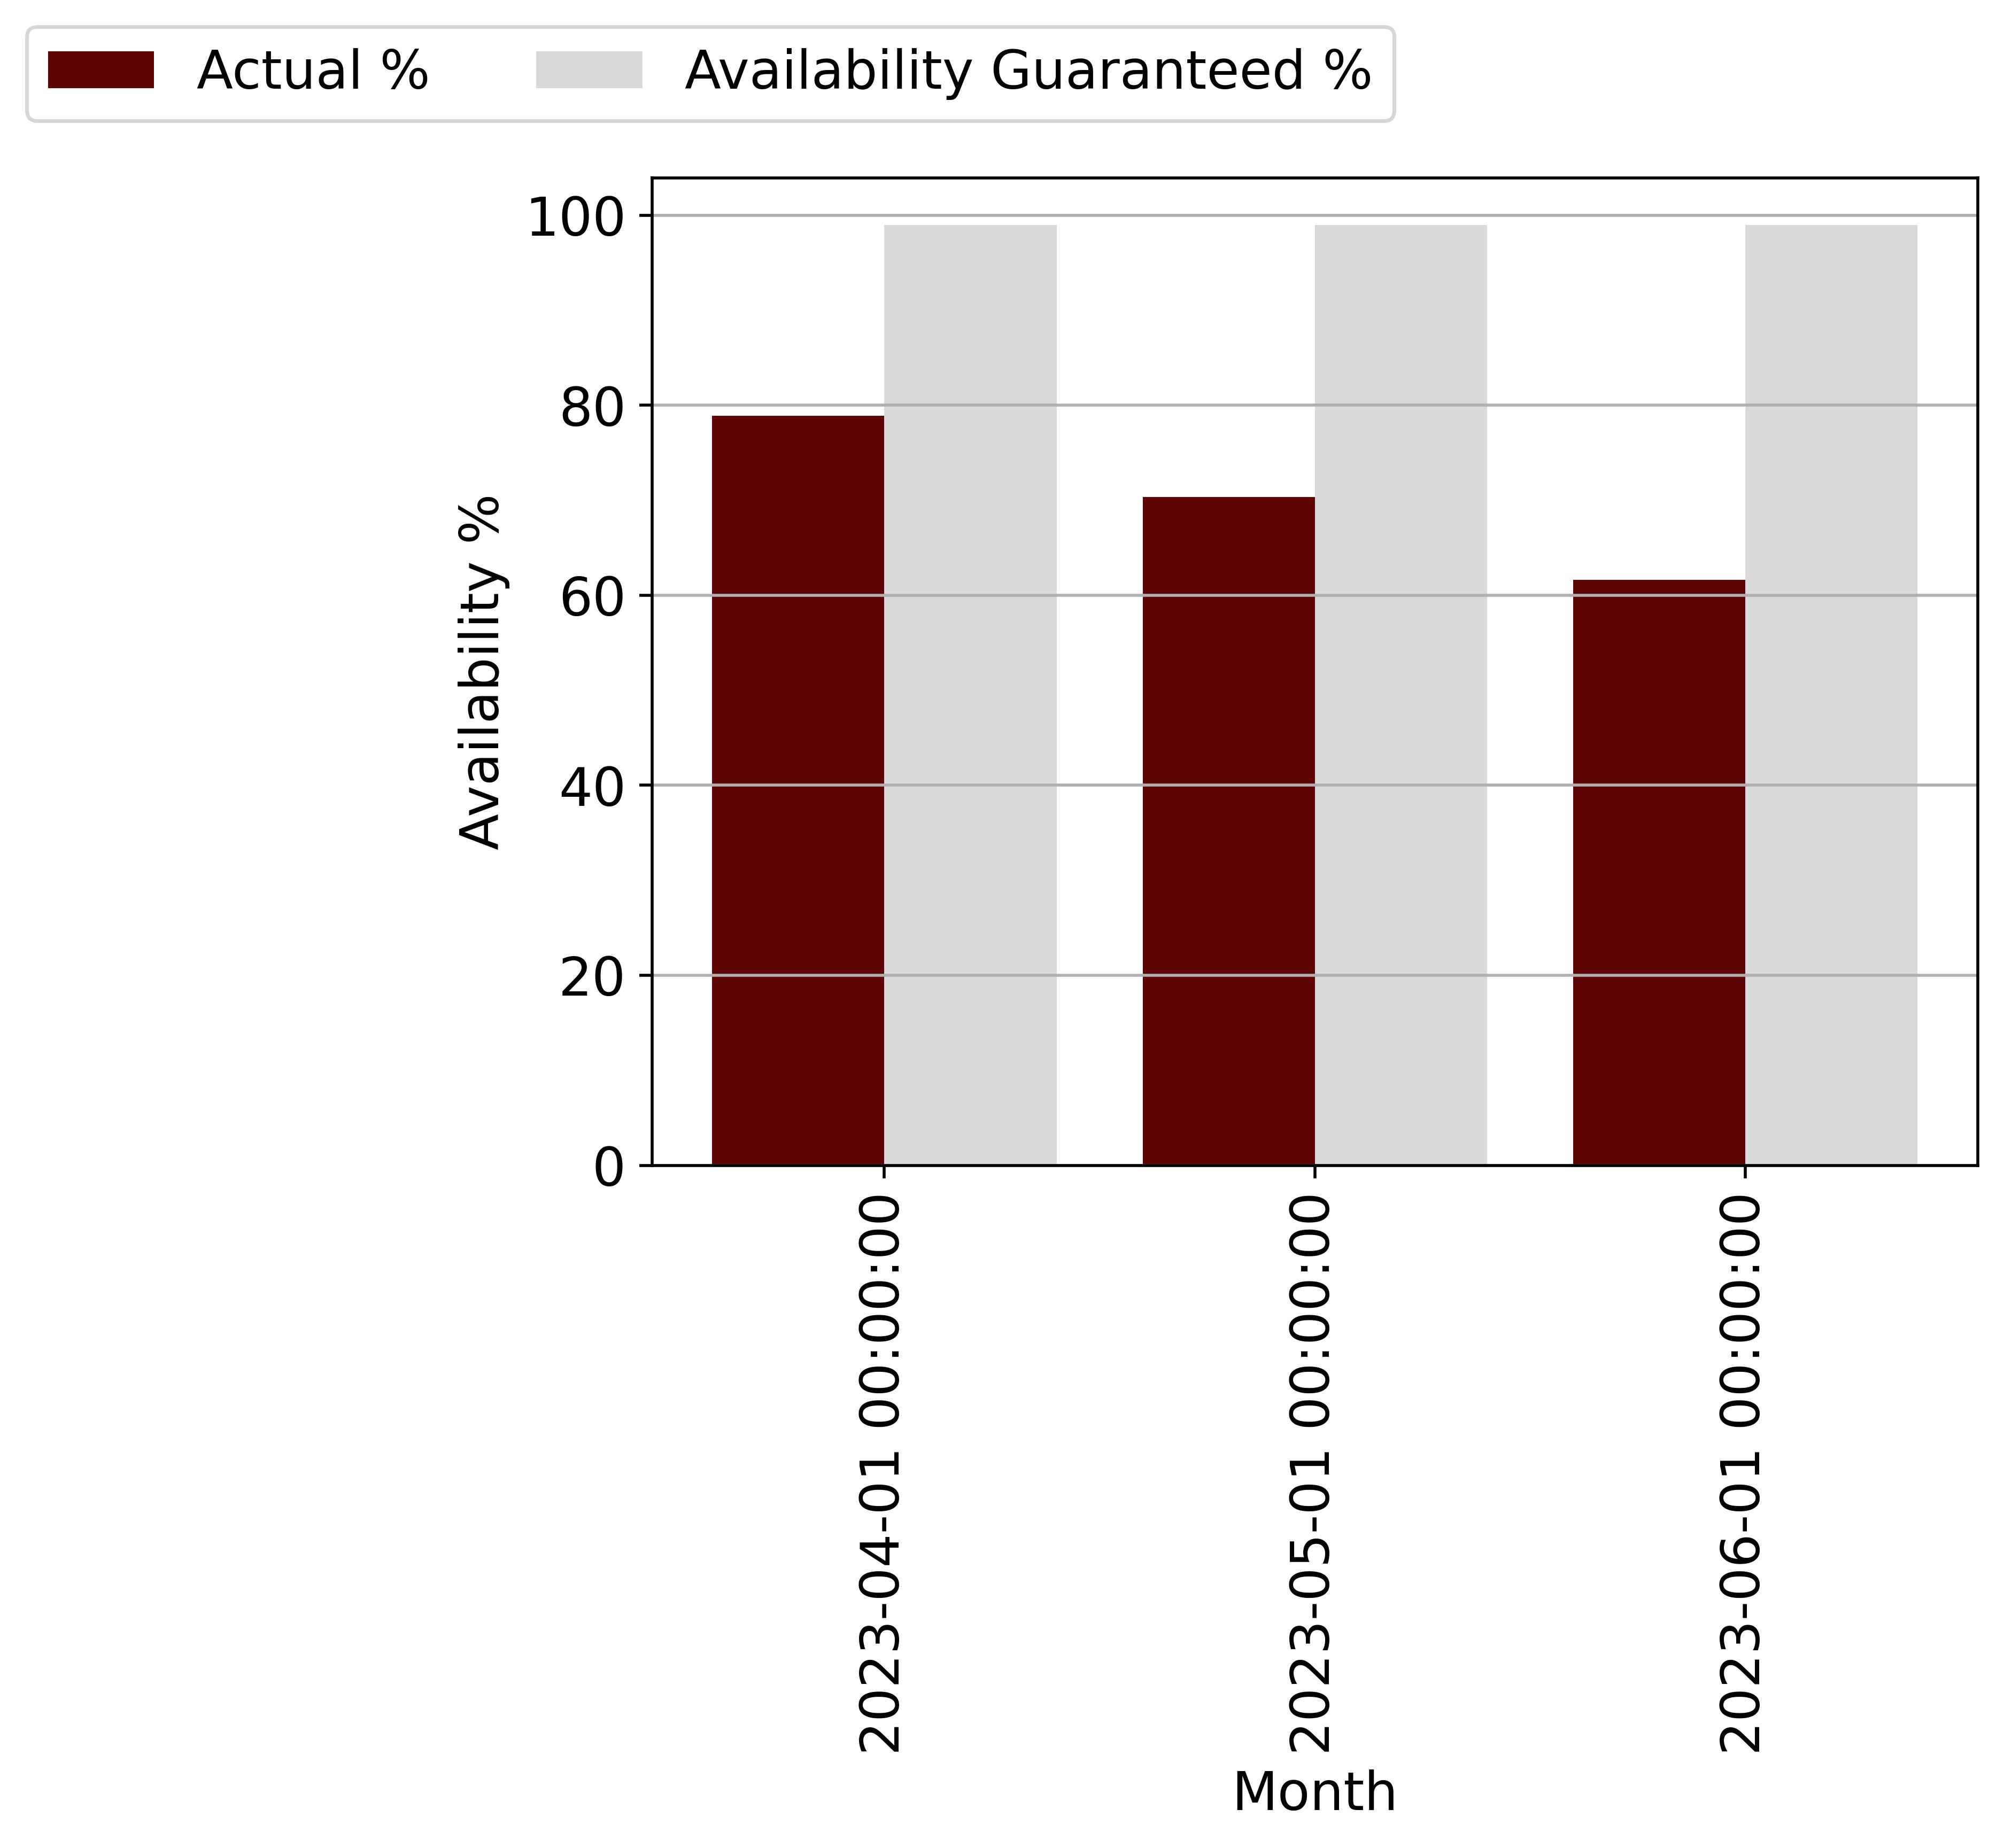 Actual %
Availability Guaranteed %
Availability %
100
80
60
40
20
0
2023-04-01 00:00:00
2023-05-01 00:00:00
2023-06-01 00:00:00
Month